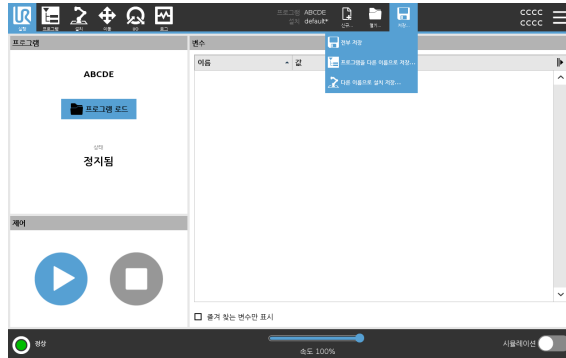 UR
실행
프로그램
설치
이동
I/O
로그
프로그램 ABCDE
설치 default*
신규...
열기...
저장...
CCCC
CCCC
전부 저장
프로그램을 다른 이름으로 저장...
다른 이름으로 설치 저장...
프로그램
ABCDE
프로그램 로드
상태
정지됨
제어
변수
이름
값
즐겨 찾는 변수만 표시
정상
속도 100%
시뮬레이션